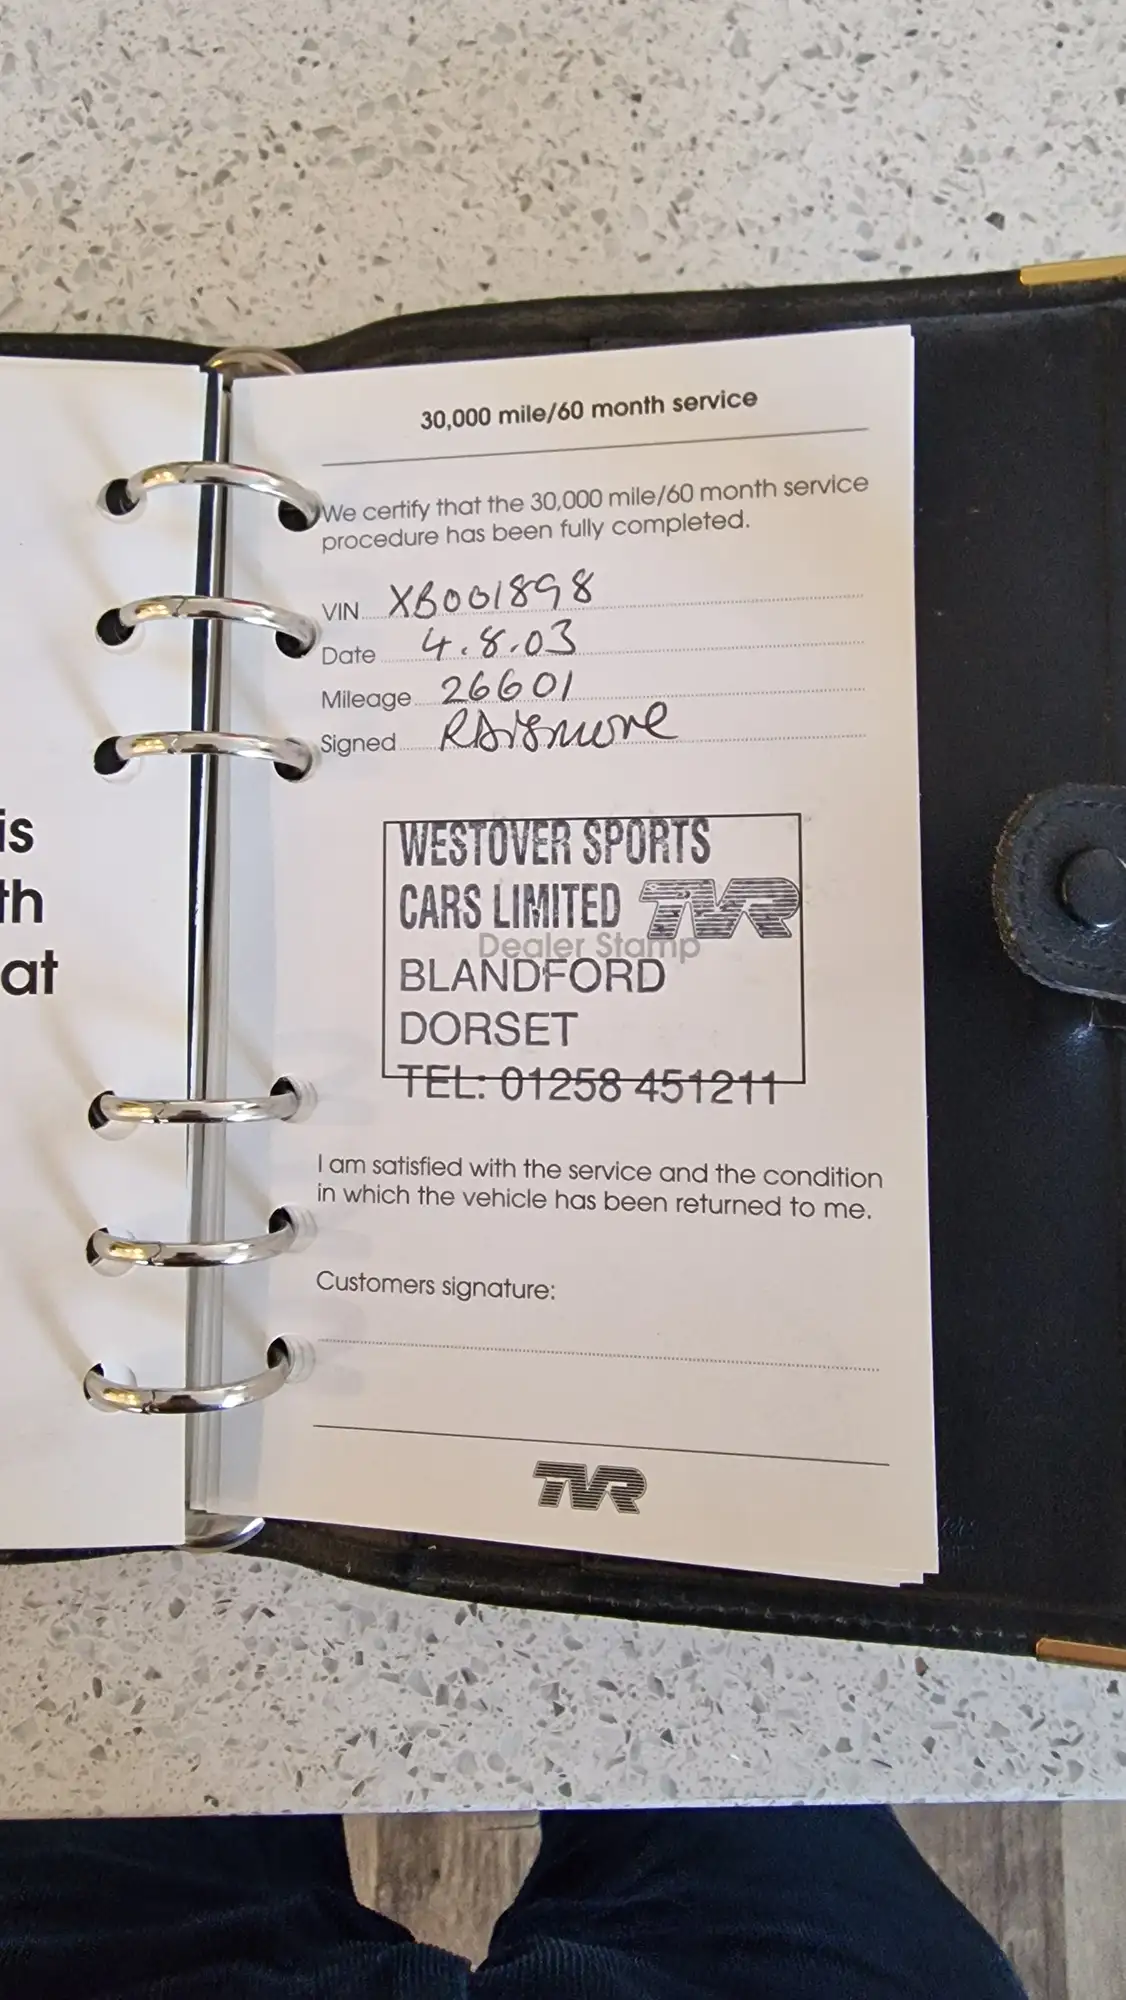 is
th
at
30,000 mile/60 month service
We certify that the 30,000 mile/60 month service
procedure has been fully completed.
VIN XB001898
Date 4.8.03
Mileage 26601
Signed
WESTOVER SPORTS
CARS LIMITED TVR
Dealer Stamp
BLANDFORD
DORSET
TEL: 01258 451211
I am satisfied with the service and the condition
in which the vehicle has been returned to me.
Customers signature:
TVR